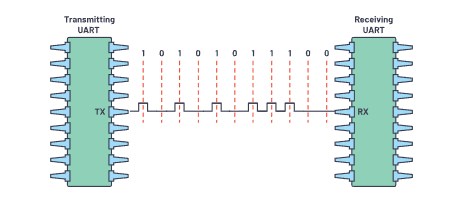 Transmitting
UART
Receiving
UART
1 0 1 0 1 0 1 1 1 0 0
TX
RX